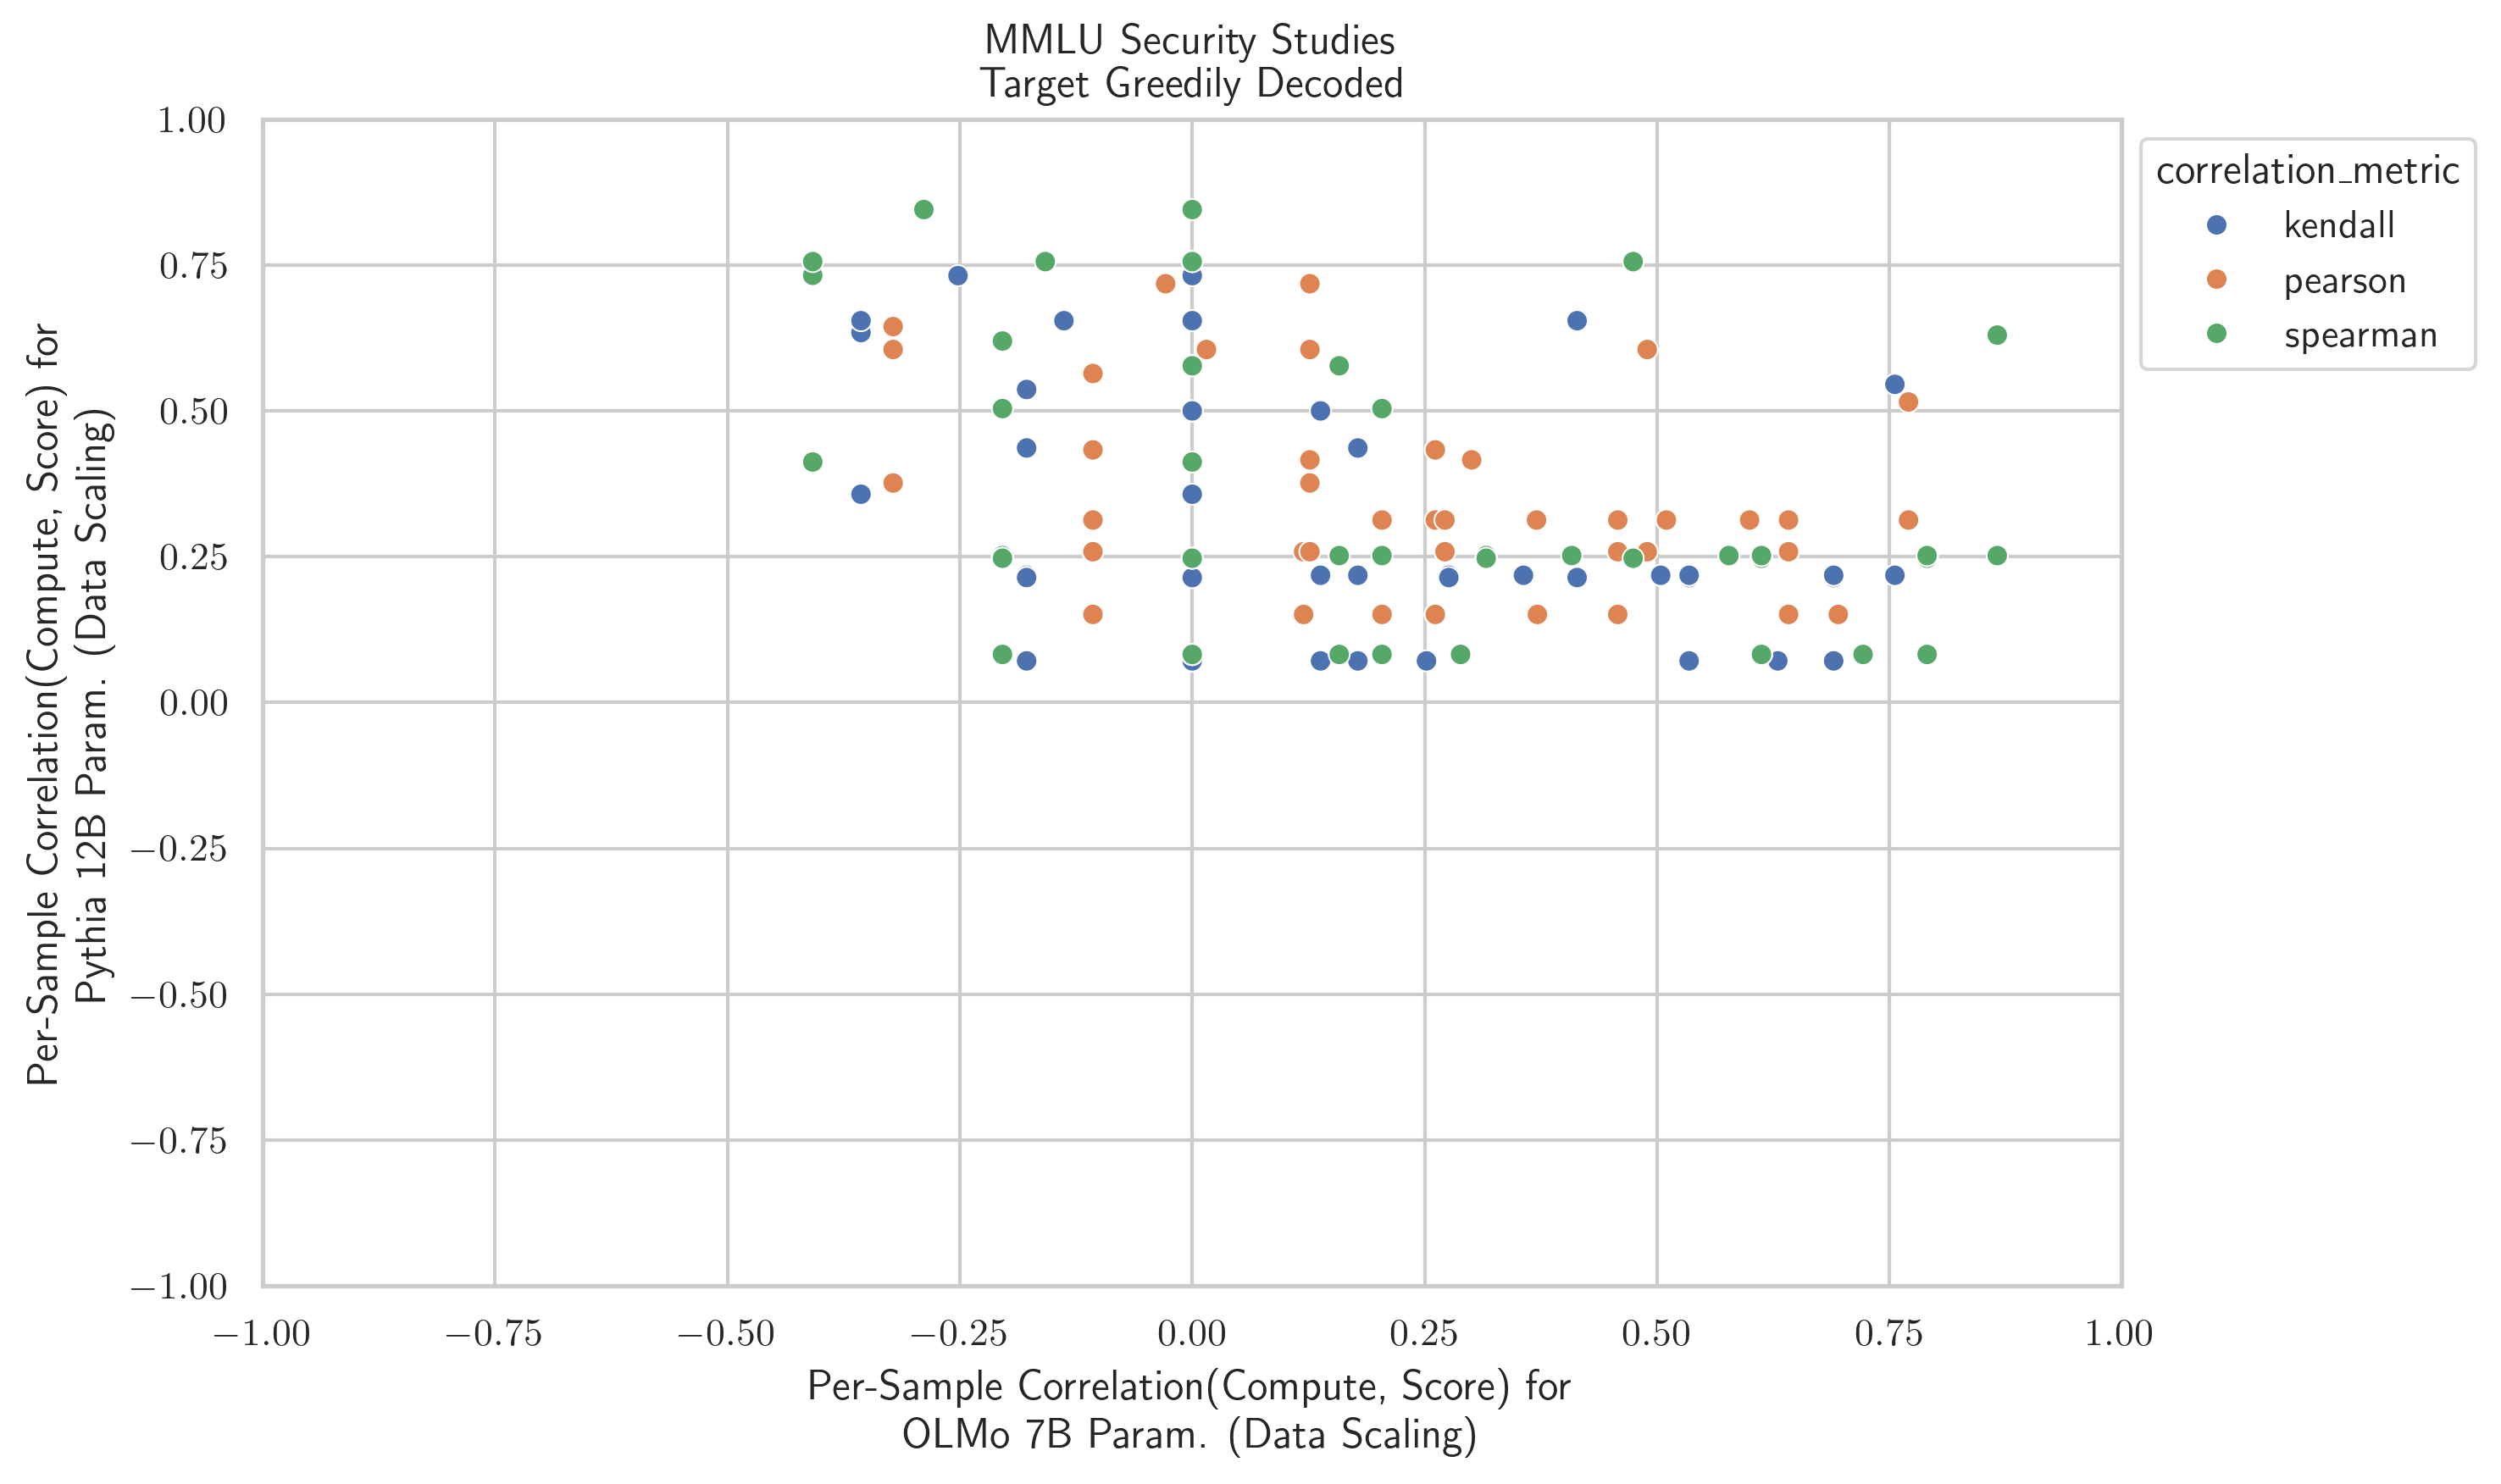 MMLU Security Studies
Target Greedily Decoded
1.00
0.75
0.50
0.25
0.00
−0.25
−0.50
−0.75
−1.00
Per-Sample Correlation(Compute, Score) for
Pythia 12B Param. (Data Scaling)
correlation_metric
kendall
pearson
spearman
−1.00 −0.75 −0.50 −0.25 0.00 0.25 0.50 0.75 1.00
Per-Sample Correlation(Compute, Score) for
OLMo 7B Param. (Data Scaling)